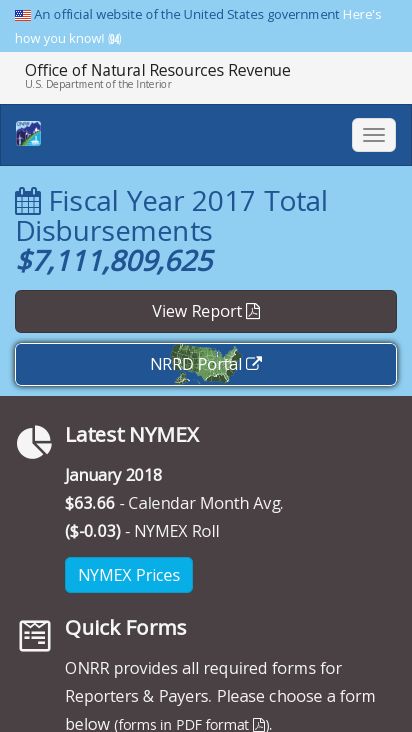 An official website of the United States government Here's
how you know!
Office of Natural Resources Revenue
U.S. Department of the Interior
Fiscal Year 2017 Total
Disbursements
$7,111,809,625
View Report
NRRD Portal
Latest NYMEX
January 2018
$63.66 - Calendar Month Avg.
($-0.03) - NYMEX Roll
NYMEX Prices
Quick Forms
ONRR provides all required forms for
Reporters & Payers. Please choose a form
below (forms in PDF format ).